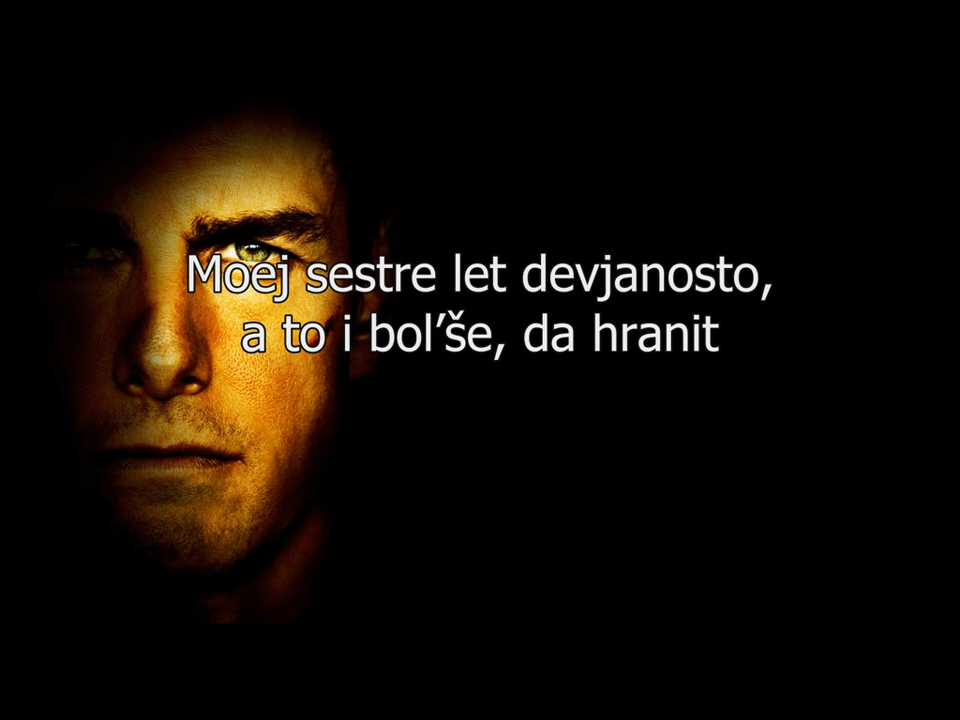 Moej sestre let devjanosto,
a to i bol’še, da hranit